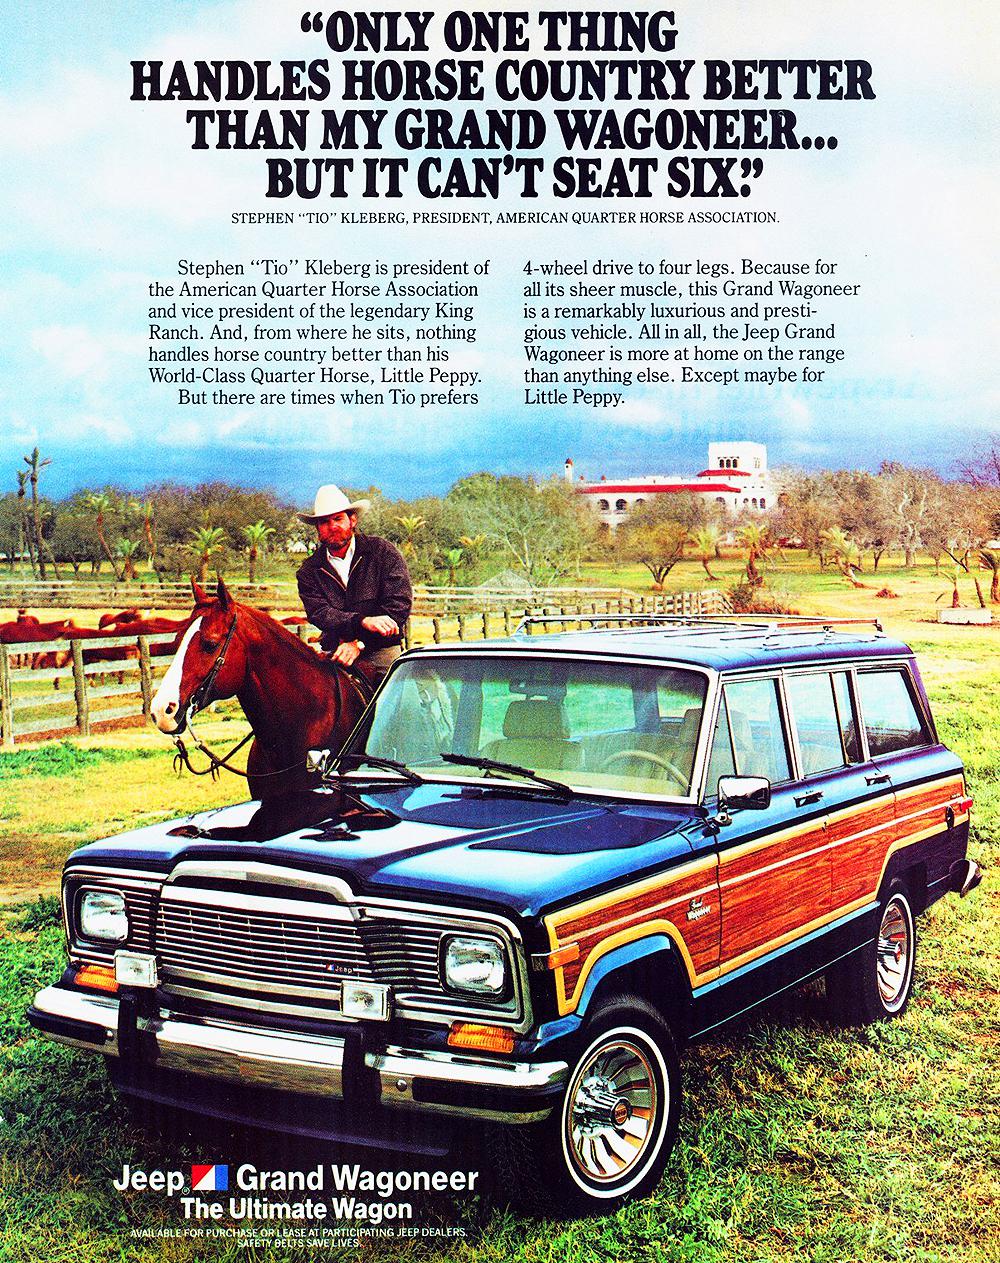 “ONLY ONE THING
HANDLES HORSE COUNTRY BETTER
THAN MY GRAND WAGONEER...
BUT IT CAN’T SEAT SIX.”
STEPHEN “TIO” KLEBERG, PRESIDENT, AMERICAN QUARTER HORSE ASSOCIATION.
Stephen “Tio” Kleberg is president of
the American Quarter Horse Association
and vice president of the legendary King
Ranch. And, from where he sits, nothing
handles horse country better than his
World-Class Quarter Horse, Little Peppy.
But there are times when Tio prefers
4-wheel drive to four legs. Because for
all its sheer muscle, this Grand Wagoneer
is a remarkably luxurious and presti-
gious vehicle. All in all, the Jeep Grand
Wagoneer is more at home on the range
than anything else. Except maybe for
Little Peppy.
Grand
Wagoneer
Jeep
Jeep® Grand Wagoneer
The Ultimate Wagon
AVAILABLE FOR PURCHASE OR LEASE AT PARTICIPATING JEEP DEALERS.
SAFETY BELTS SAVE LIVES.